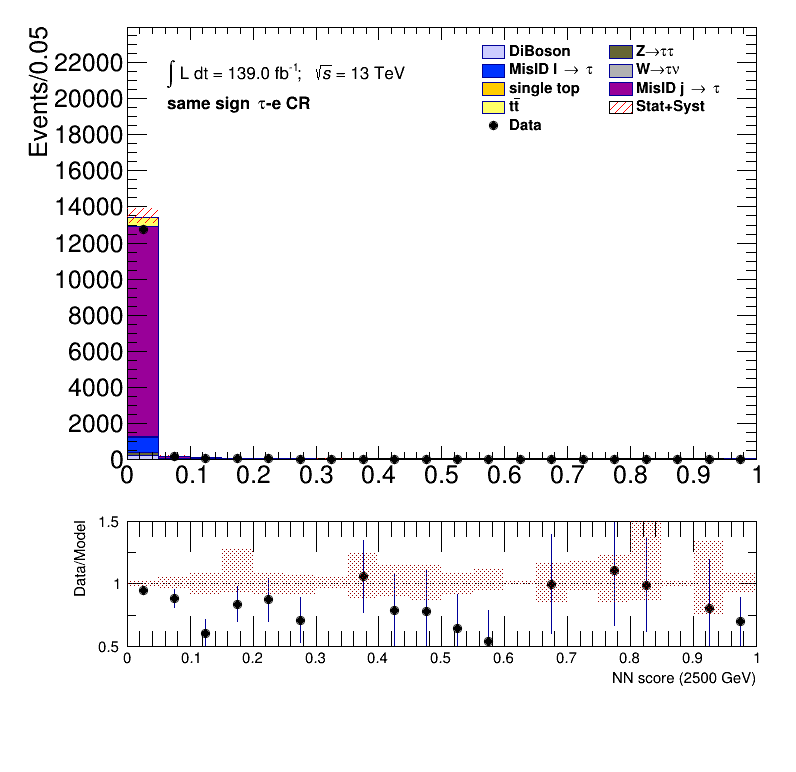 Events/0.05
22000
20000
18000
16000
14000
12000
10000
8000
6000
4000
2000
0
∫ L dt = 139.0 fb⁻¹; √s = 13 TeV
same sign τ-e CR
DiBoson
MisID l → τ
single top
tt̄
Data
Z→ττ
W→τν
MisID j → τ
Stat+Syst
0 0.1 0.2 0.3 0.4 0.5 0.6 0.7 0.8 0.9 1
Data/Model
1.5
1
0.5
0 0.1 0.2 0.3 0.4 0.5 0.6 0.7 0.8 0.9 1
NN score (2500 GeV)